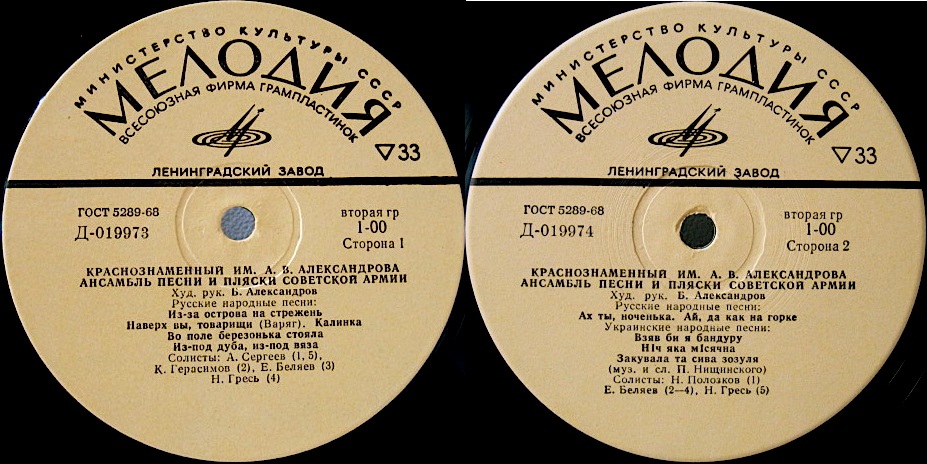 МИНИСТЕРСТВО КУЛЬТУРЫ СССР
МЕЛОДИЯ
ВСЕСОЮЗНАЯ ФИРМА ГРАМПЛАСТИНОК
▽33
ЛЕНИНГРАДСКИЙ ЗАВОД
ГОСТ 5289-68
Д-019973
вторая гр
1-00
Сторона 1
КРАСНОЗНАМЕННЫЙ ИМ. А. В. АЛЕКСАНДРОВА
АНСАМБЛЬ ПЕСНИ И ПЛЯСКИ СОВЕТСКОЙ АРМИИ
Худ. рук. Б. Александров
Русские народные песни:
Из-за острова на стрежень
Наверх вы, товарищи (Варяг). Калинка
Во поле березонька стояла
Из-под дуба, из-под вяза
Солисты: А. Сергеев (1, 5),
К. Герасимов (2), Е. Беляев (3)
Н. Гресь (4)
МИНИСТЕРСТВО КУЛЬТУРЫ СССР
МЕЛОДИЯ
ВСЕСОЮЗНАЯ ФИРМА ГРАМПЛАСТИНОК
▽33
ЛЕНИНГРАДСКИЙ ЗАВОД
ГОСТ 5289-68
Д-019974
вторая гр
1-00
Сторона 2
КРАСНОЗНАМЕННЫЙ ИМ. А. В. АЛЕКСАНДРОВА
АНСАМБЛЬ ПЕСНИ И ПЛЯСКИ СОВЕТСКОЙ АРМИИ
Худ. рук. Б. Александров
Русские народные песни:
Ах ты, ноченька. Ай, да как на горке
Украинские народные песни:
Взяв би я бандуру
Ніч яка місячна
Закувала та сива зозуля
(муз. и сл. П. Нищинского)
Солисты: Н. Полозков (1)
Е. Беляев (2—4), Н. Гресь (5)